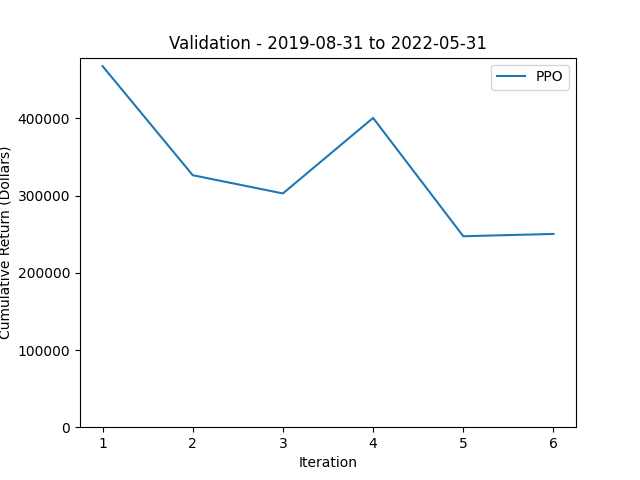 Validation - 2019-08-31 to 2022-05-31
PPO
Cumulative Return (Dollars)
400000
300000
200000
100000
0
1 2 3 4 5 6
Iteration